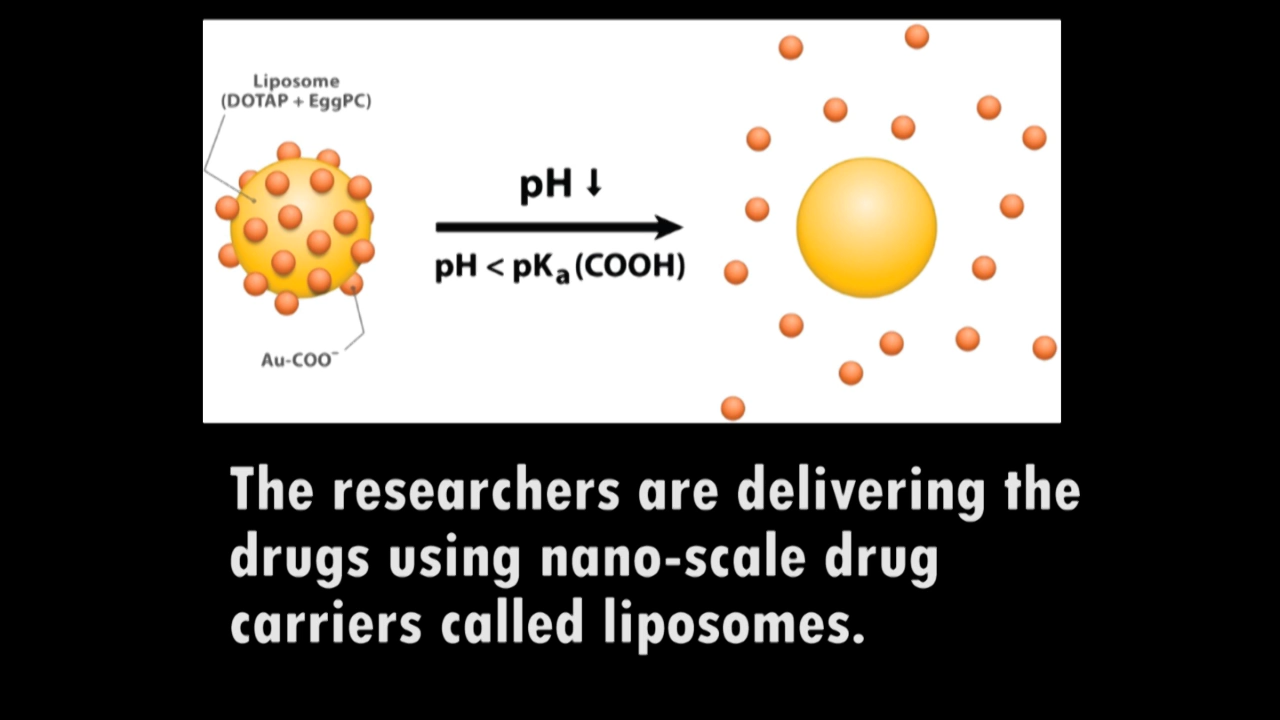 Liposome
(DOTAP + EggPC)
pH ↓
pH < pKa (COOH)
Au-COO⁻
The researchers are delivering the
drugs using nano-scale drug
carriers called liposomes.